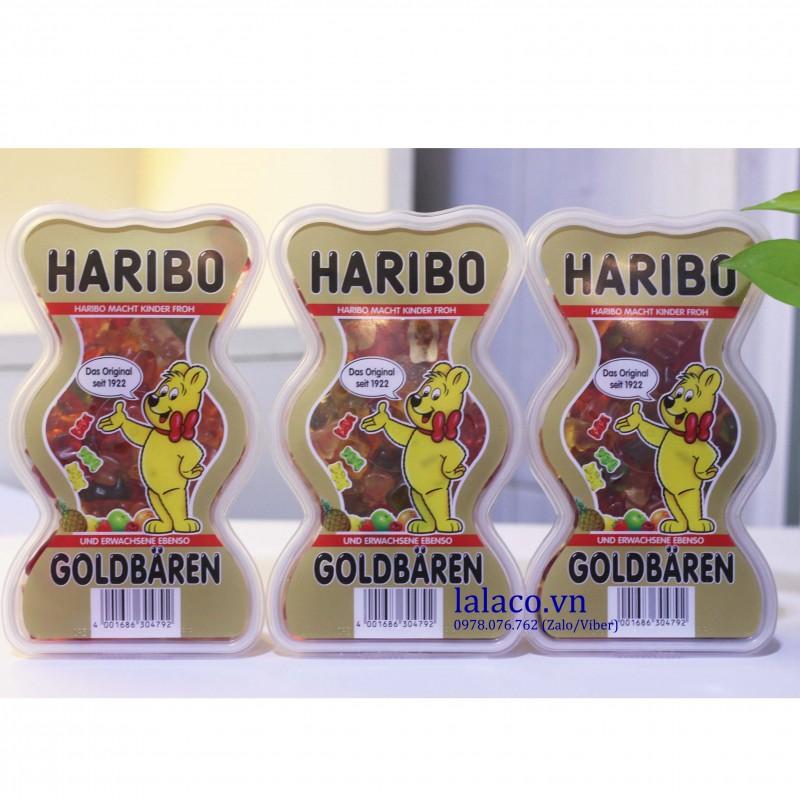 HARIBO
HARIBO MACHT KINDER FROH
Das Original
seit 1922
UND ERWACHSENE EBENSO
GOLDBÄREN
4 001686 304792
HARIBO
HARIBO MACHT KINDER FROH
Das Original
seit 1922
UND ERWACHSENE EBENSO
GOLDBÄREN
4 001686 304792
HARIBO
HARIBO MACHT KINDER FROH
Das Original
seit 1922
UND ERWACHSENE EBENSO
GOLDBÄREN
001686 304792
lalaco.vn
0978.076.762 (Zalo/Viber)